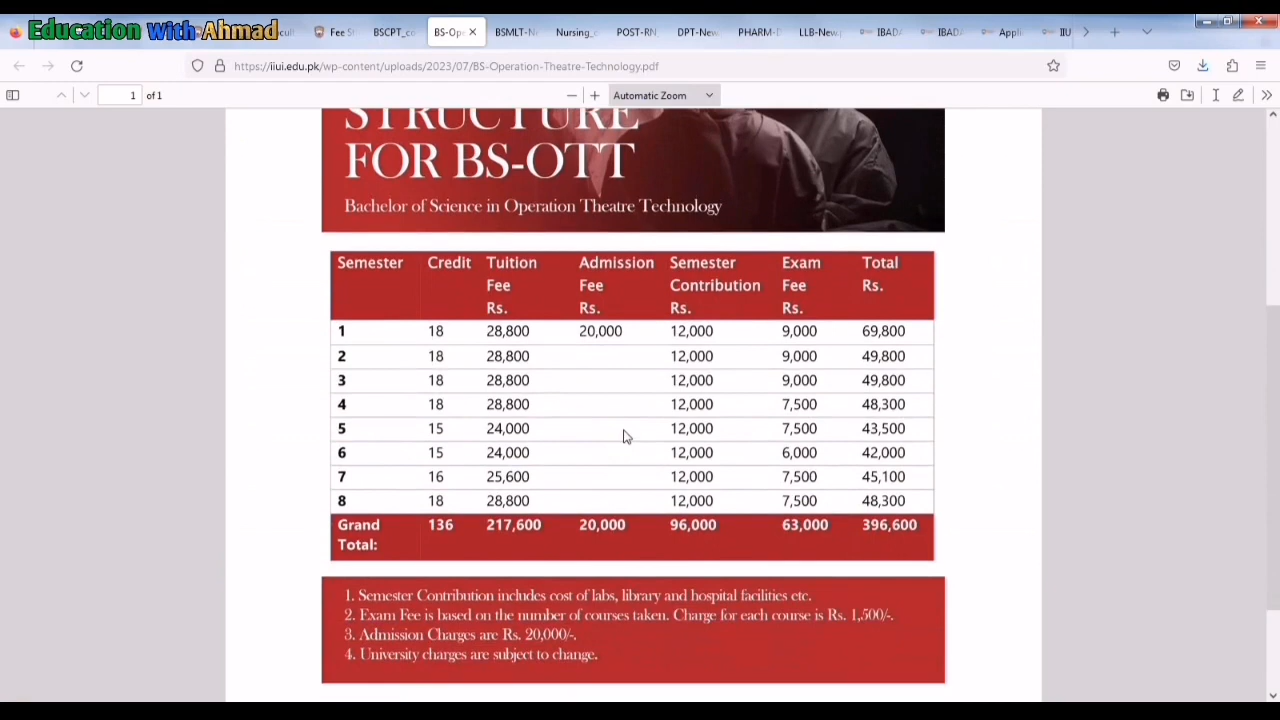 Education with Ahmad
Fee St
BSCPT_co
BS-Ope
BSMLT-N
Nursing_c
POST-RN
DPT-New
PHARM-D
LLB-New.
IBAD
IBAD
Appli
IIU
https://iiui.edu.pk/wp-content/uploads/2023/07/BS-Operation-Theatre-Technology.pdf
1 of 1
Automatic Zoom
STRUCTURE
FOR BS-OTT
Bachelor of Science in Operation Theatre Technology
Semester Credit Tuition Fee Rs. Admission Fee Rs. Semester Contribution Rs. Exam Fee Rs. Total Rs.
1 18 28,800 20,000 12,000 9,000 69,800
2 18 28,800 12,000 9,000 49,800
3 18 28,800 12,000 9,000 49,800
4 18 28,800 12,000 7,500 48,300
5 15 24,000 12,000 7,500 43,500
6 15 24,000 12,000 6,000 42,000
7 16 25,600 12,000 7,500 45,100
8 18 28,800 12,000 7,500 48,300
Grand Total: 136 217,600 20,000 96,000 63,000 396,600
1. Semester Contribution includes cost of labs, library and hospital facilities etc.
2. Exam Fee is based on the number of courses taken. Charge for each course is Rs. 1,500/-.
3. Admission Charges are Rs. 20,000/-.
4. University charges are subject to change.